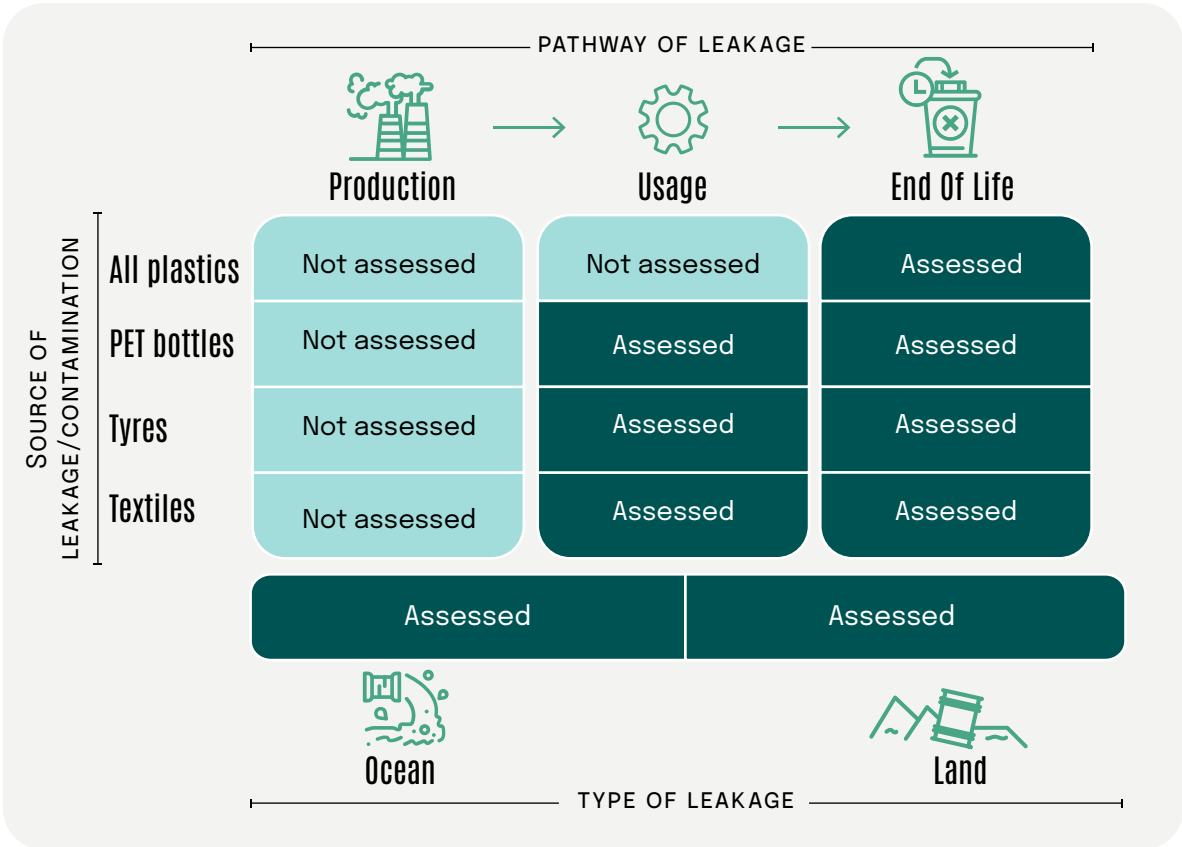 PATHWAY OF LEAKAGE
Production
Usage
End Of Life
SOURCE OF
LEAKAGE/CONTAMINATION
All plastics
Not assessed
Not assessed
Assessed
PET bottles
Not assessed
Assessed
Assessed
Tyres
Not assessed
Assessed
Assessed
Textiles
Not assessed
Assessed
Assessed
Assessed
Assessed
Ocean
Land
TYPE OF LEAKAGE